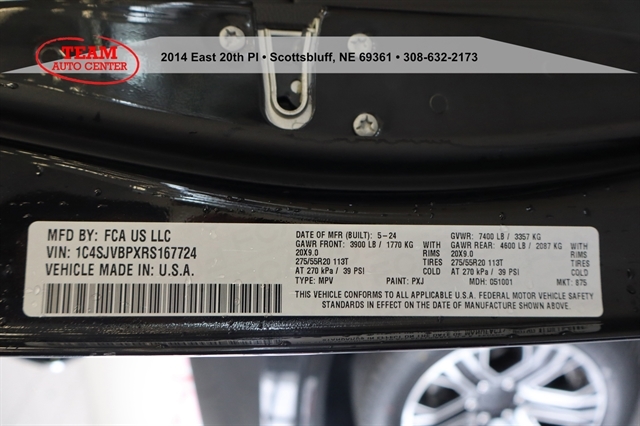 TEAM
AUTO CENTER
2014 East 20th Pl • Scottsbluff, NE 69361 • 308-632-2173
MFD BY: FCA US LLC
VIN: 1C4SJVBPXRS167724
VEHICLE MADE IN: U.S.A.
DATE OF MFR (BUILT): 5-24 GVWR: 7400 LB / 3357 KG
GAWR FRONT: 3900 LB / 1770 KG WITH TIRES RIMS GAWR REAR: 4600 LB / 2087 KG WITH TIRES RIMS
20X9.0 20X9.0
275/55R20 113T 275/55R20 113T
AT 270 kPa / 39 PSI AT 270 kPa / 39 PSI
TYPE: MPV PAINT: PXJ MDH: 051001 MKT: 875
THIS VEHICLE CONFORMS TO ALL APPLICABLE U.S.A. FEDERAL MOTOR VEHICLE SAFETY
STANDARDS IN EFFECT ON THE DATE OF MANUFACTURE SHOWN ABOVE